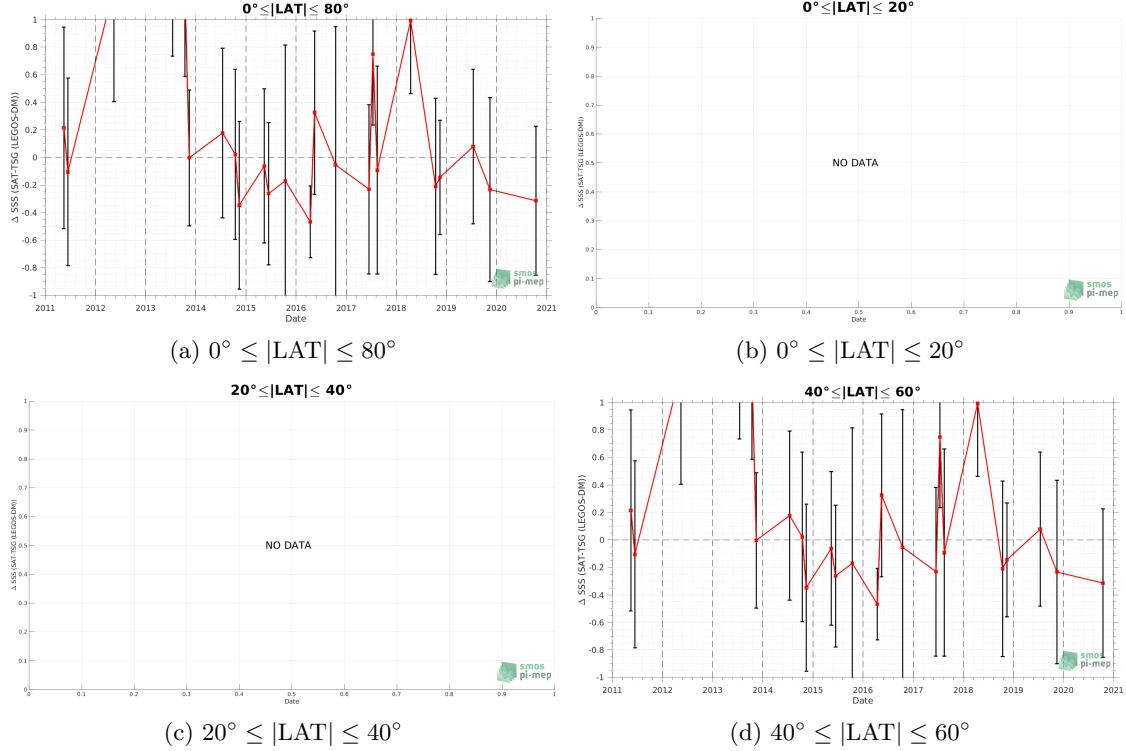 0°≤|LAT|≤ 80°
Δ SSS (SAT-TSG (LEGOS-DM))
1
0.8
0.6
0.4
0.2
0
-0.2
-0.4
-0.6
-0.8
-1
2011 2012 2013 2014 2015 2016 2017 2018 2019 2020 2021
Date
smos
pi-mep
(a) 0° ≤ |LAT| ≤ 80°
0°≤|LAT|≤ 20°
Δ SSS (SAT-TSG (LEGOS-DM))
1
0.9
0.8
0.7
0.6
0.5
0.4
0.3
0.2
0.1
0
NO DATA
0 0.1 0.2 0.3 0.4 0.5 0.6 0.7 0.8 0.9 1
Date
smos
pi-mep
(b) 0° ≤ |LAT| ≤ 20°
20°≤|LAT|≤ 40°
Δ SSS (SAT-TSG (LEGOS-DM))
1
0.9
0.8
0.7
0.6
0.5
0.4
0.3
0.2
0.1
0
NO DATA
0 0.1 0.2 0.3 0.4 0.5 0.6 0.7 0.8 0.9 1
Date
smos
pi-mep
(c) 20° ≤ |LAT| ≤ 40°
40°≤|LAT|≤ 60°
Δ SSS (SAT-TSG (LEGOS-DM))
1
0.8
0.6
0.4
0.2
0
-0.2
-0.4
-0.6
-0.8
-1
2011 2012 2013 2014 2015 2016 2017 2018 2019 2020 2021
Date
smos
pi-mep
(d) 40° ≤ |LAT| ≤ 60°